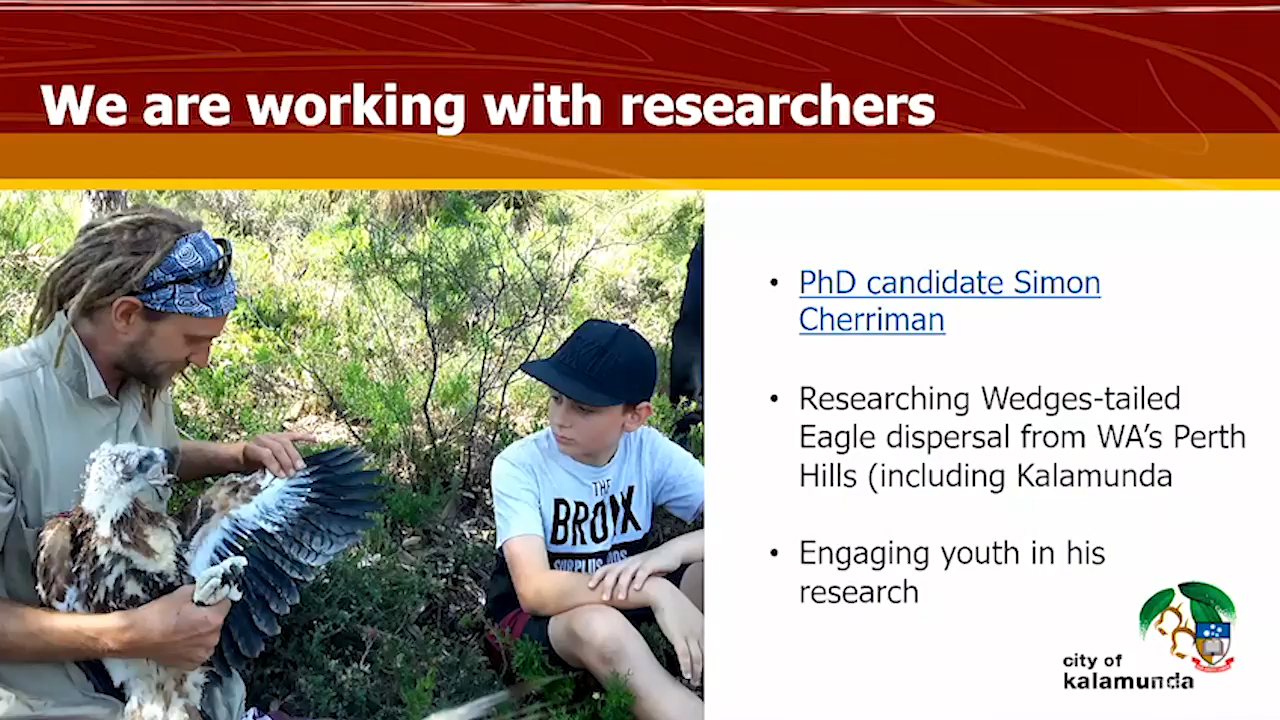 We are working with researchers
• PhD candidate Simon
Cherriman
• Researching Wedges-tailed
Eagle dispersal from WA's Perth
Hills (including Kalamunda
• Engaging youth in his
research
THE
BRONX
SURPLUS
city of
kalamunda